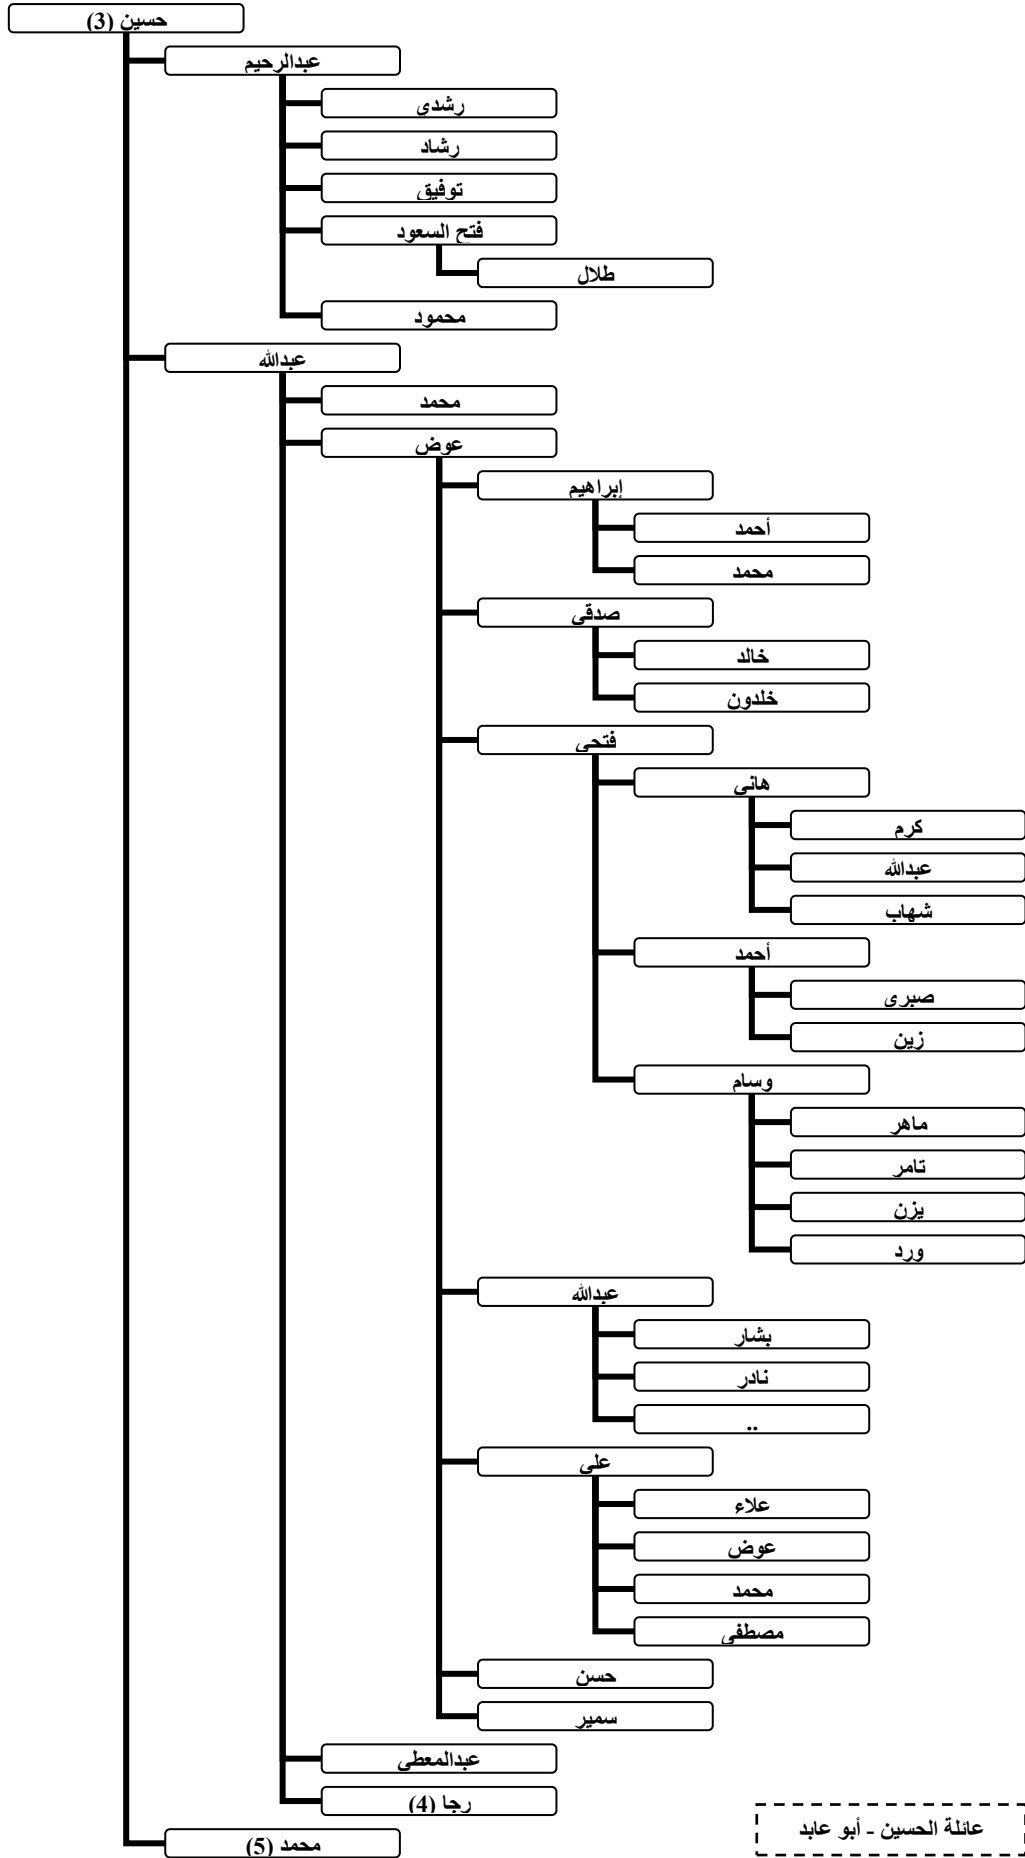 حسين (3)
عبدالرحيم
رشدي
رشاد
توفيق
فتح السعود
طلال
محمود
عبدالله
محمد
عوض
إبراهيم
أحمد
محمد
صدقي
خالد
خلدون
فتحي
هاني
كرم
عبدالله
شهاب
أحمد
صبري
زين
وسام
ماهر
تامر
يزن
ورد
عبدالله
بشار
نادر
..
علي
علاء
عوض
محمد
مصطفى
حسن
سمير
عبدالمعطي
رجا (4)
محمد (5)
عائلة الحسين - أبو عابد